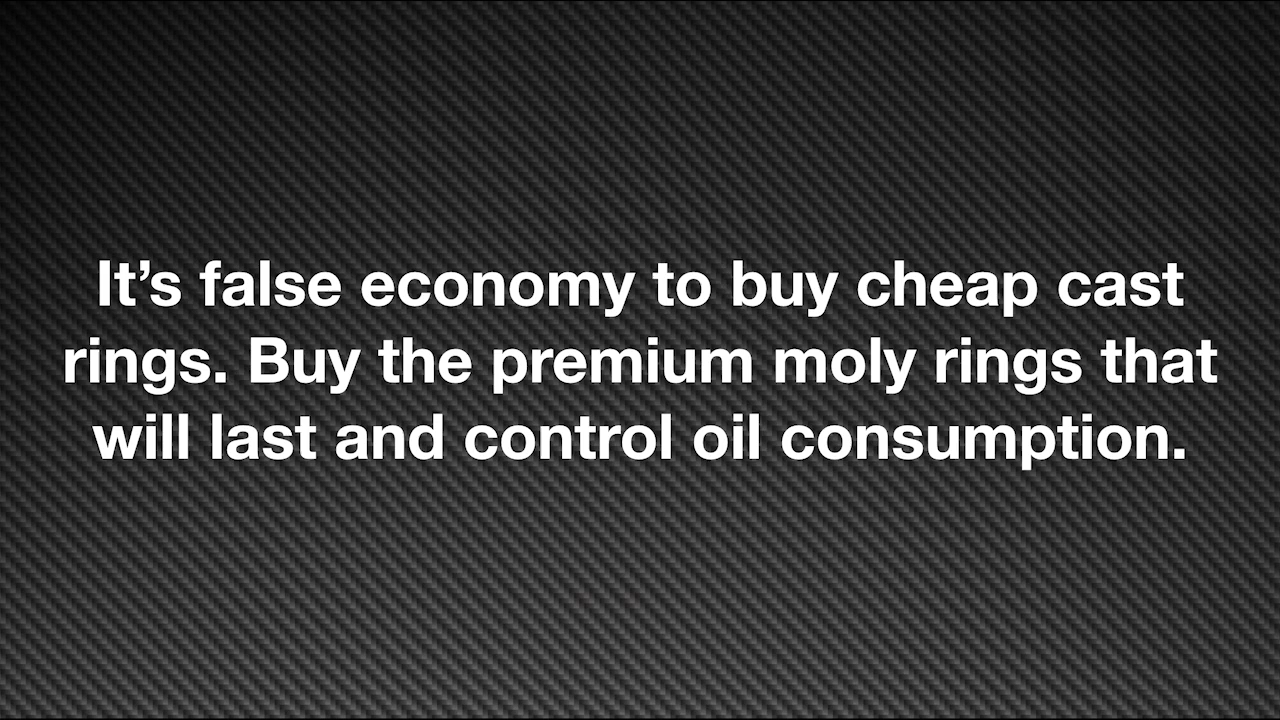 It’s false economy to buy cheap cast
rings. Buy the premium moly rings that
will last and control oil consumption.